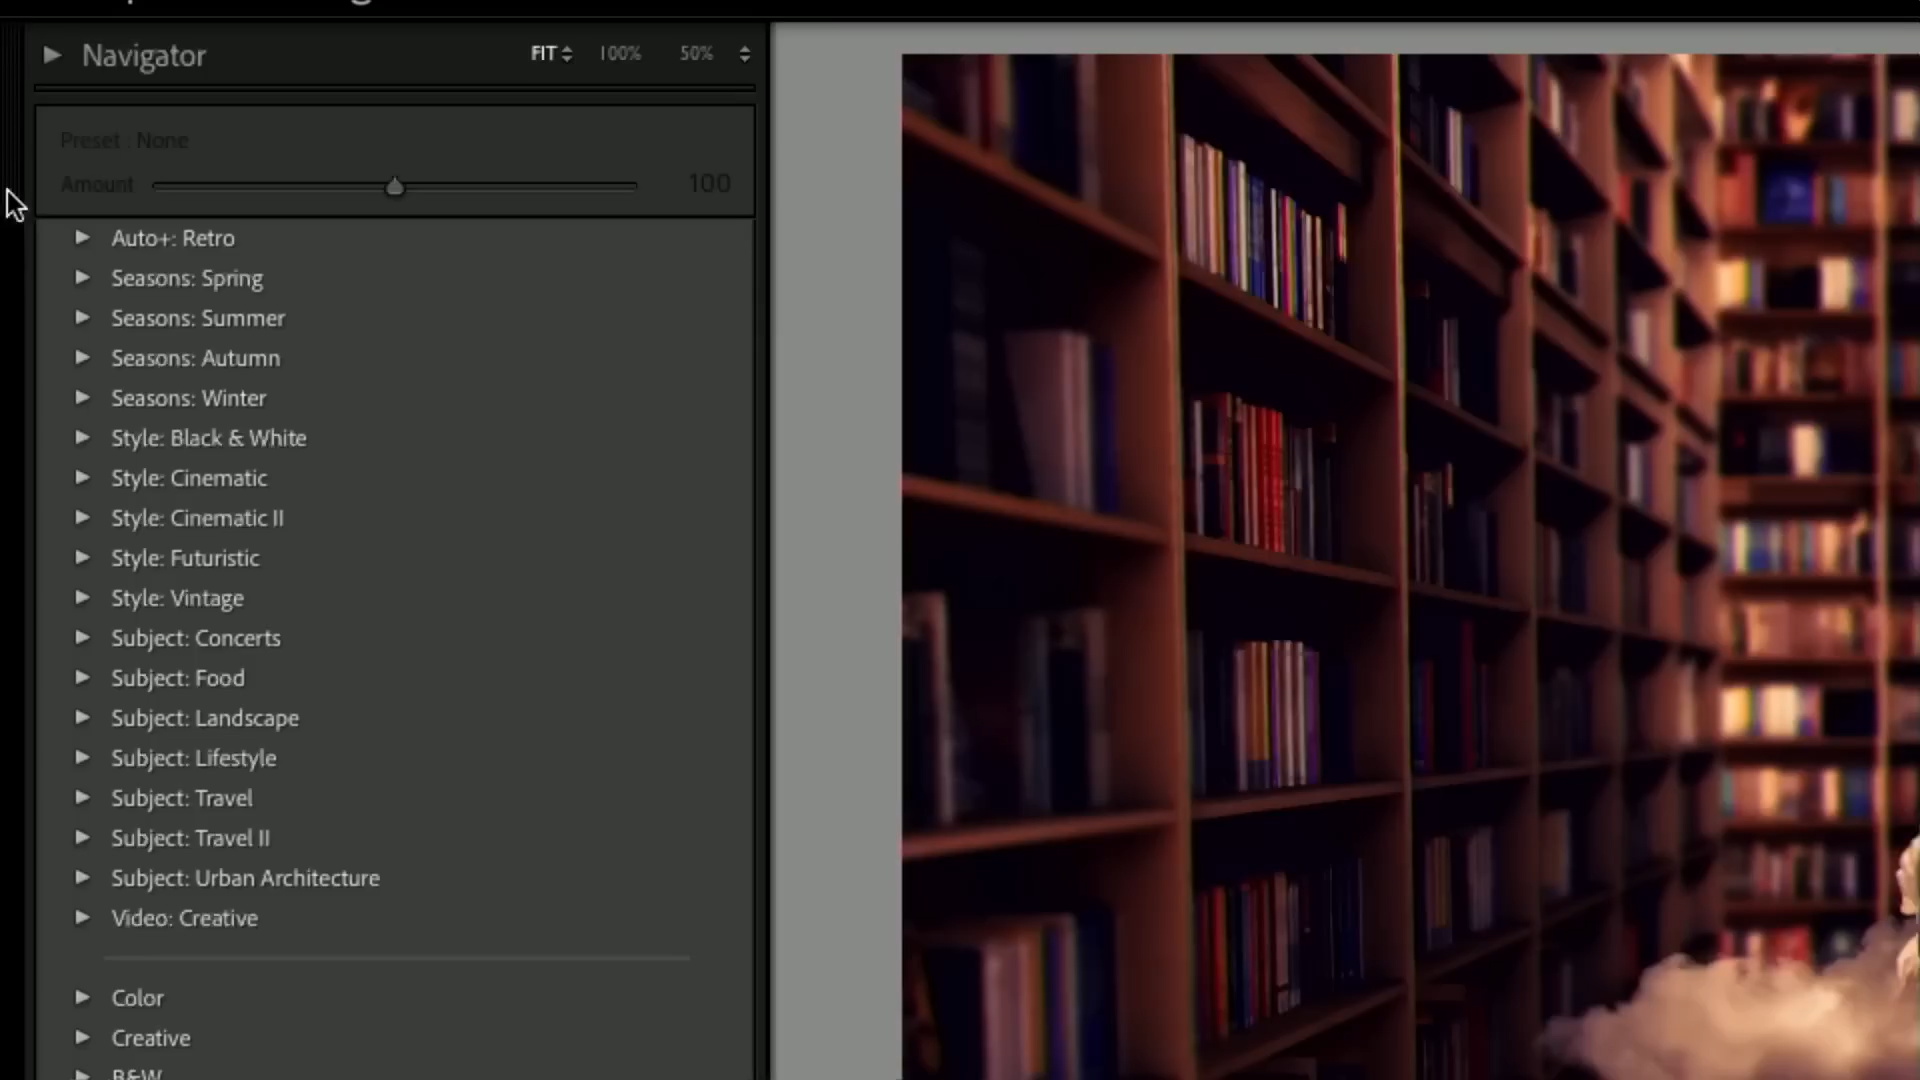 Navigator FIT 100% 50%
Preset : None
Amount 100
Auto+: Retro
Seasons: Spring
Seasons: Summer
Seasons: Autumn
Seasons: Winter
Style: Black & White
Style: Cinematic
Style: Cinematic II
Style: Futuristic
Style: Vintage
Subject: Concerts
Subject: Food
Subject: Landscape
Subject: Lifestyle
Subject: Travel
Subject: Travel II
Subject: Urban Architecture
Video: Creative
Color
Creative
B&W